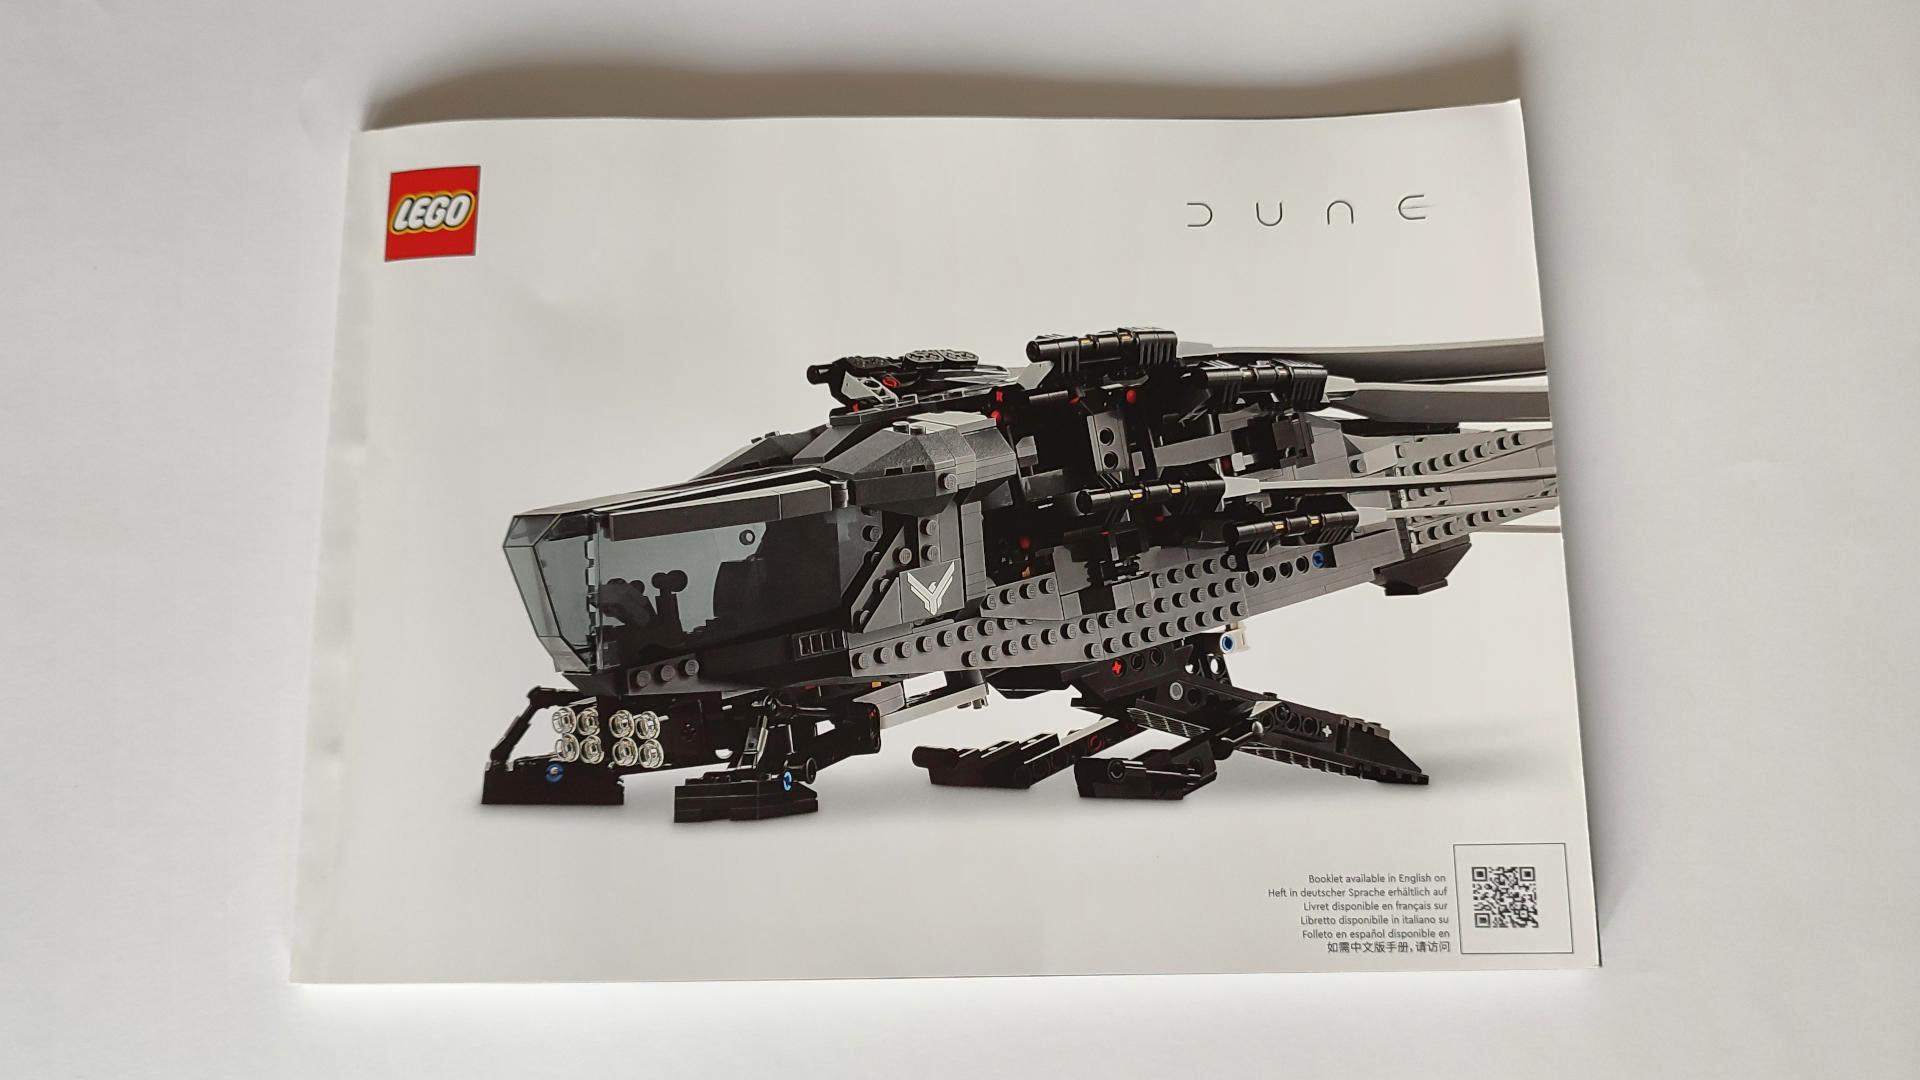 LEGO
DUNE
Booklet available in English on
Heft in deutscher Sprache erhältlich auf
Livret disponible en français sur
Libretto disponibile in italiano su
Folleto en español disponible en
如需中文版手册，请访问